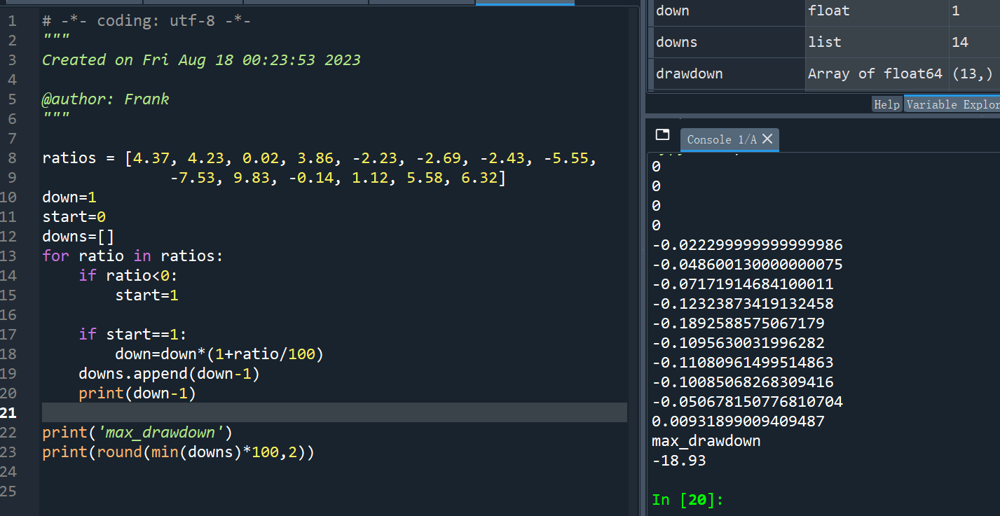 1 # -*- coding: utf-8 -*-
2 """
3 Created on Fri Aug 18 00:23:53 2023
4
5 @author: Frank
6 """
7
8 ratios = [4.37, 4.23, 0.02, 3.86, -2.23, -2.69, -2.43, -5.55,
9 -7.53, 9.83, -0.14, 1.12, 5.58, 6.32]
10 down=1
11 start=0
12 downs=[]
13 for ratio in ratios:
14 if ratio<0:
15 start=1
16
17 if start==1:
18 down=down*(1+ratio/100)
19 downs.append(down-1)
20 print(down-1)
21
22 print('max_drawdown')
23 print(round(min(downs)*100,2))
24
25
down float 1
downs list 14
drawdown Array of float64 (13,)
Help Variable Explor
Console 1/A
0
0
0
0
-0.022299999999999986
-0.048600130000000075
-0.07171914684100011
-0.12323873419132458
-0.1892588575067179
-0.1095630031996282
-0.11080961499514863
-0.10085068268309416
-0.050678150776810704
0.00931899009409487
max_drawdown
-18.93
In [20]: